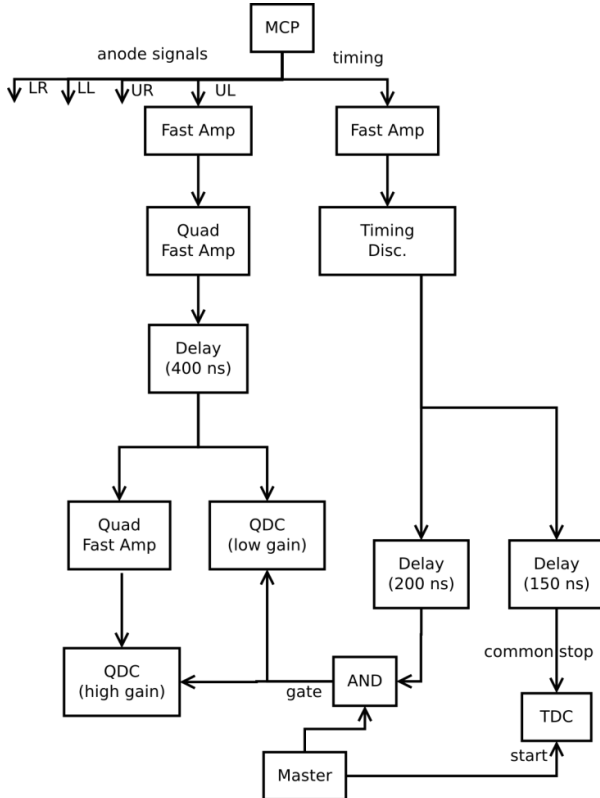 MCP
anode signals
timing
LR
LL
UR
UL
Fast Amp
Fast Amp
Quad
Fast Amp
Timing
Disc.
Delay
(400 ns)
Quad
Fast Amp
QDC
(low gain)
Delay
(200 ns)
Delay
(150 ns)
common stop
QDC
(high gain)
gate
AND
TDC
start
Master